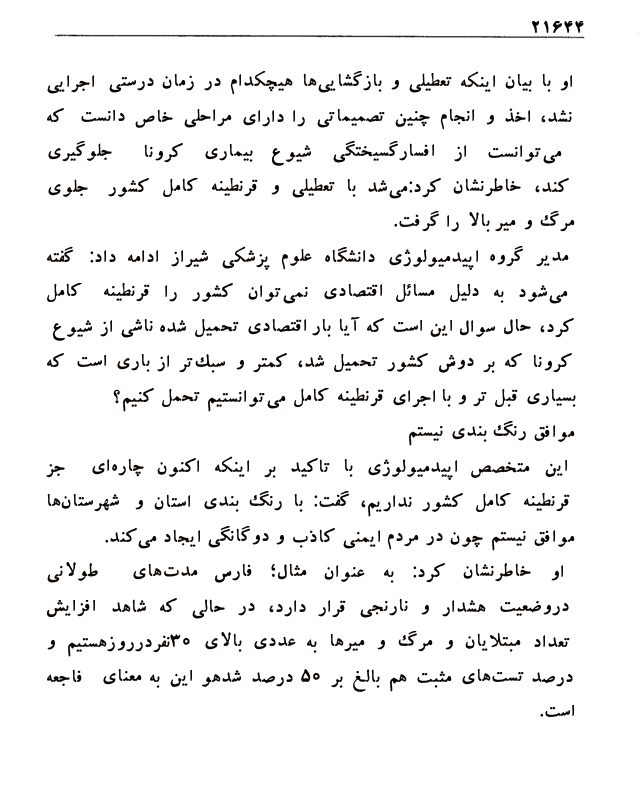 ۲۱۶۴۴
او با بیان اینکه تعطیلی و بازگشایی‌ها هیچکدام در زمان درستی اجرایی
نشد، اخذ و انجام چنین تصمیماتی را دارای مراحلی خاص دانست که
می‌توانست از افسارگسیختگی شیوع بیماری کرونا جلوگیری
کند، خاطرنشان کرد:می‌شد با تعطیلی و قرنطینه کامل کشور جلوی
مرگ و میر بالا را گرفت.
مدیر گروه اپیدمیولوژی دانشگاه علوم پزشکی شیراز ادامه داد: گفته
می‌شود به دلیل مسائل اقتصادی نمی‌توان کشور را قرنطینه کامل
کرد، حال سوال این است که آیا بار اقتصادی تحمیل شده ناشی از شیوع
کرونا که بر دوش کشور تحمیل شد، کمتر و سبک‌تر از باری است که
بسیاری قبل تر و با اجرای قرنطینه کامل می‌توانستیم تحمل کنیم؟
موافق رنگ بندی نیستم
این متخصص اپیدمیولوژی با تاکید بر اینکه اکنون چاره‌ای جز
قرنطینه کامل کشور نداریم، گفت: با رنگ بندی استان و شهرستان‌ها
موافق نیستم چون در مردم ایمنی کاذب و دوگانگی ایجاد می‌کند.
او خاطرنشان کرد: به عنوان مثال؛ فارس مدت‌های طولانی
دروضعیت هشدار و نارنجی قرار دارد، در حالی که شاهد افزایش
تعداد مبتلایان و مرگ و میرها به عددی بالای ۳۰نفردرروزهستیم و
درصد تست‌های مثبت هم بالغ بر ۵۰ درصد شدهو این به معنای فاجعه
است.